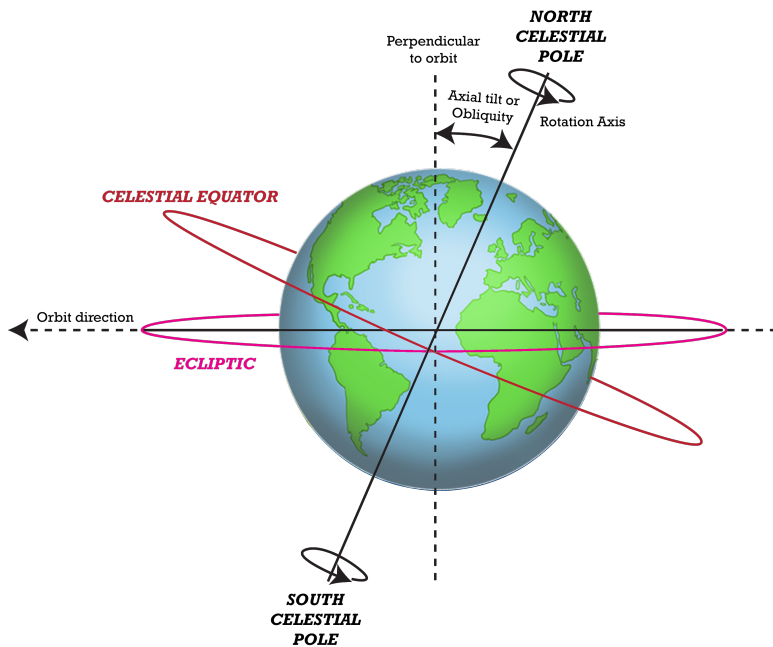 NORTH
CELESTIAL
POLE
Perpendicular
to orbit
Axial tilt or
Obliquity
Rotation Axis
CELESTIAL EQUATOR
Orbit direction
ECLIPTIC
SOUTH
CELESTIAL
POLE